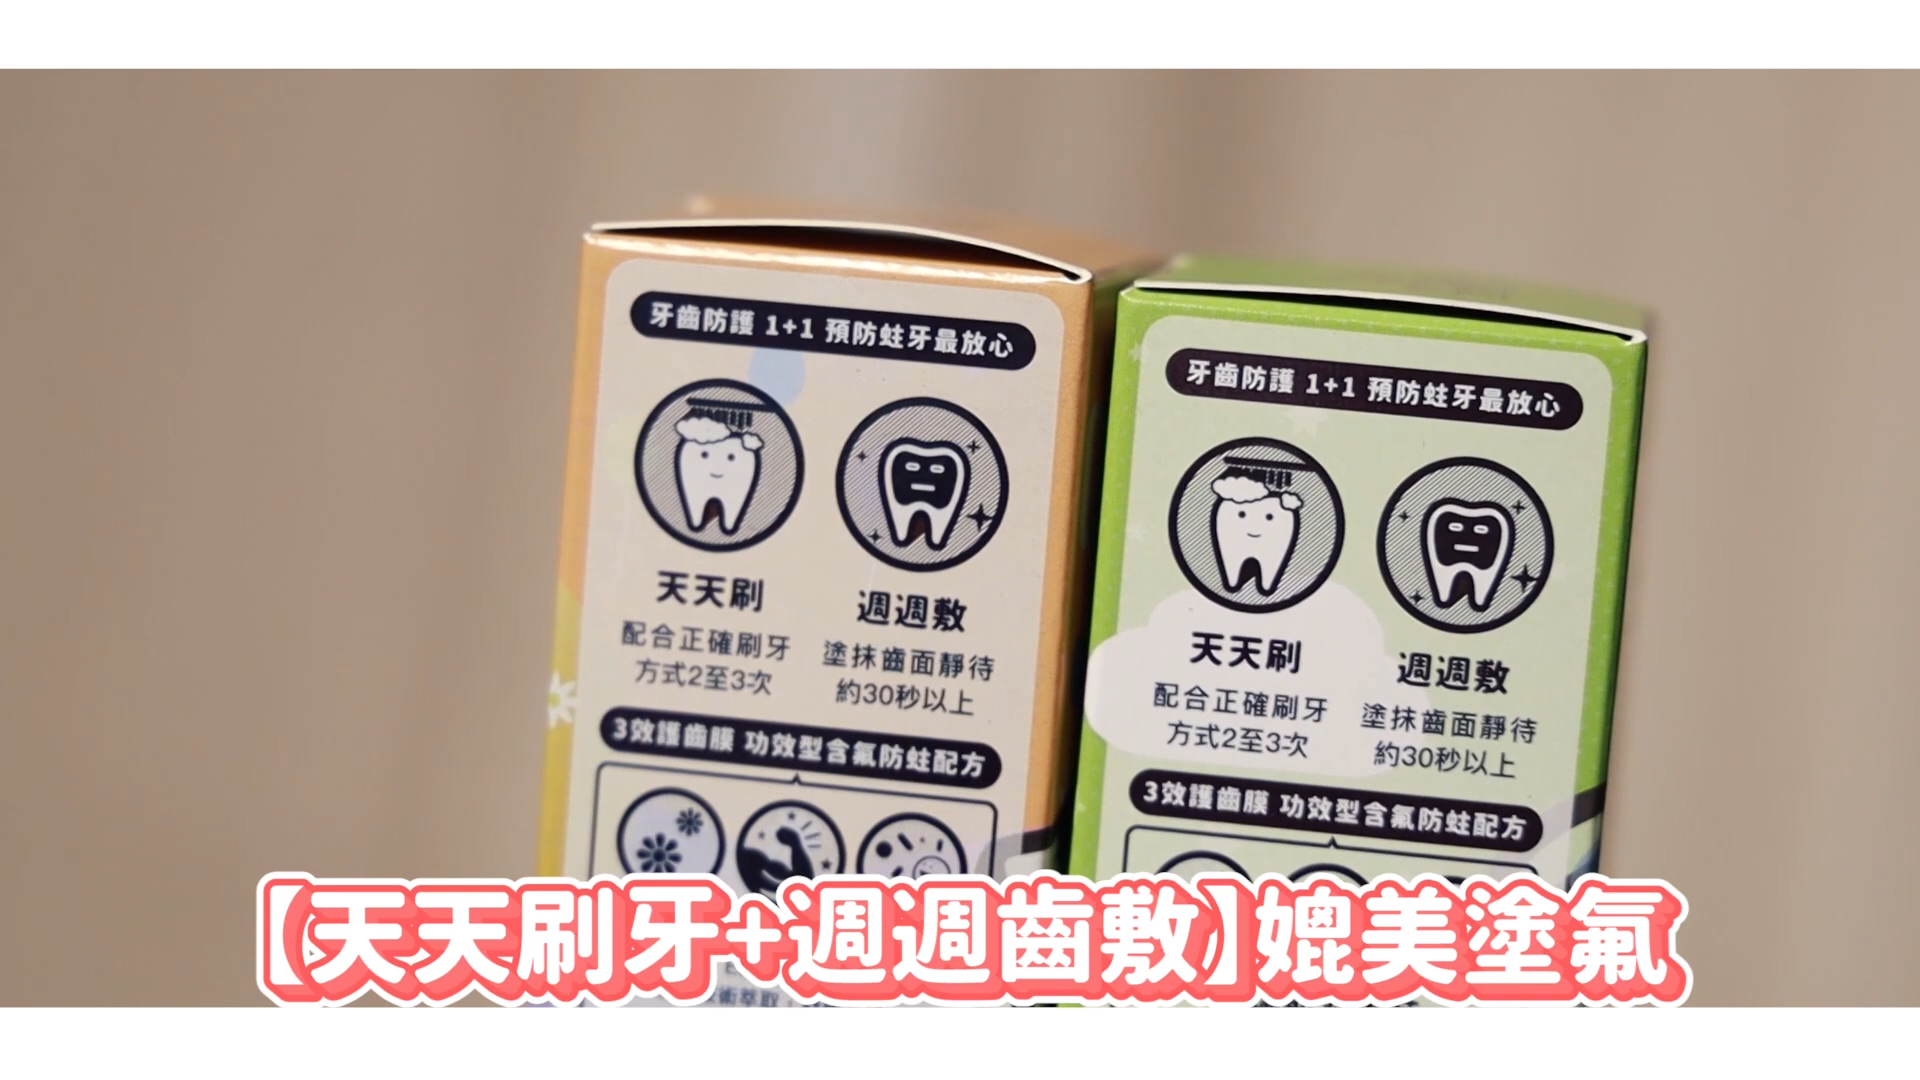 牙齒防護 1+1 預防蛀牙最放心
天天刷
配合正確刷牙
方式2至3次
週週敷
塗抹齒面靜待
約30秒以上
3效護齒膜 功效型含氟防蛀配方
牙齒防護 1+1 預防蛀牙最放心
天天刷
配合正確刷牙
方式2至3次
週週敷
塗抹齒面靜待
約30秒以上
3效護齒膜 功效型含氟防蛀配方
【天天刷牙+週週齒敷】媲美塗氟
術萃取